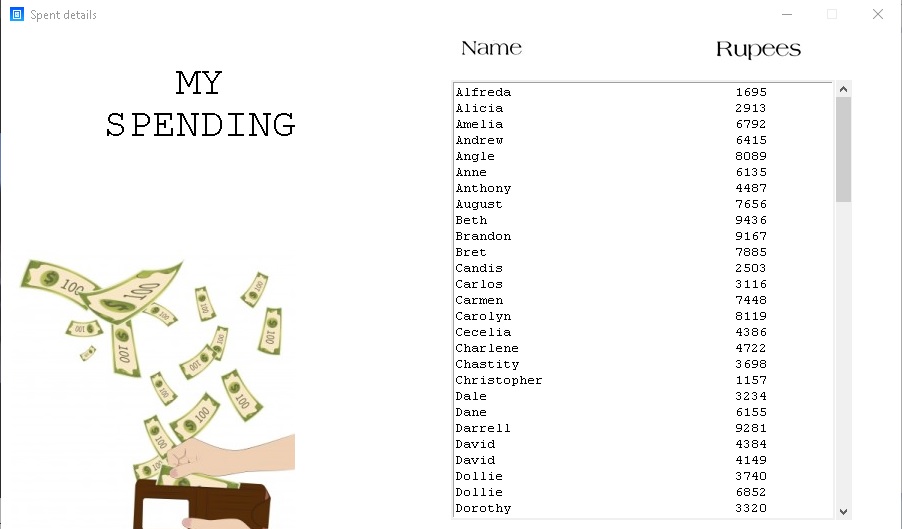 Spent details
MY
SPENDING
Name Rupees
Alfreda 1695
Alicia 2913
Amelia 6792
Andrew 6415
Angle 8089
Anne 6135
Anthony 4487
August 7656
Beth 9436
Brandon 9167
Bret 7885
Candis 2503
Carlos 3116
Carmen 7448
Carolyn 8119
Cecelia 4386
Charlene 4722
Chastity 3698
Christopher 1157
Dale 3234
Dane 6155
Darrell 9281
David 4384
David 4149
Dollie 3740
Dollie 6852
Dorothy 3320
$ 100
$ 100
100
100
100
100
100
100
100
100
100
100
100